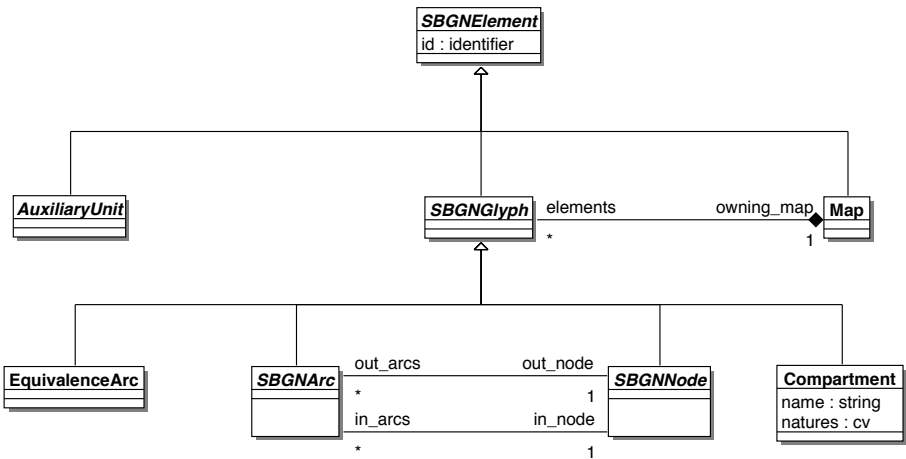 SBGNElement
id : identifier
AuxiliaryUnit
SBGNGlyph
elements
owning_map
Map
*
1
EquivalenceArc
SBGNArc
out_arcs
out_node
SBGNNode
Compartment
*
1
name : string
in_arcs
in_node
natures : cv
*
1